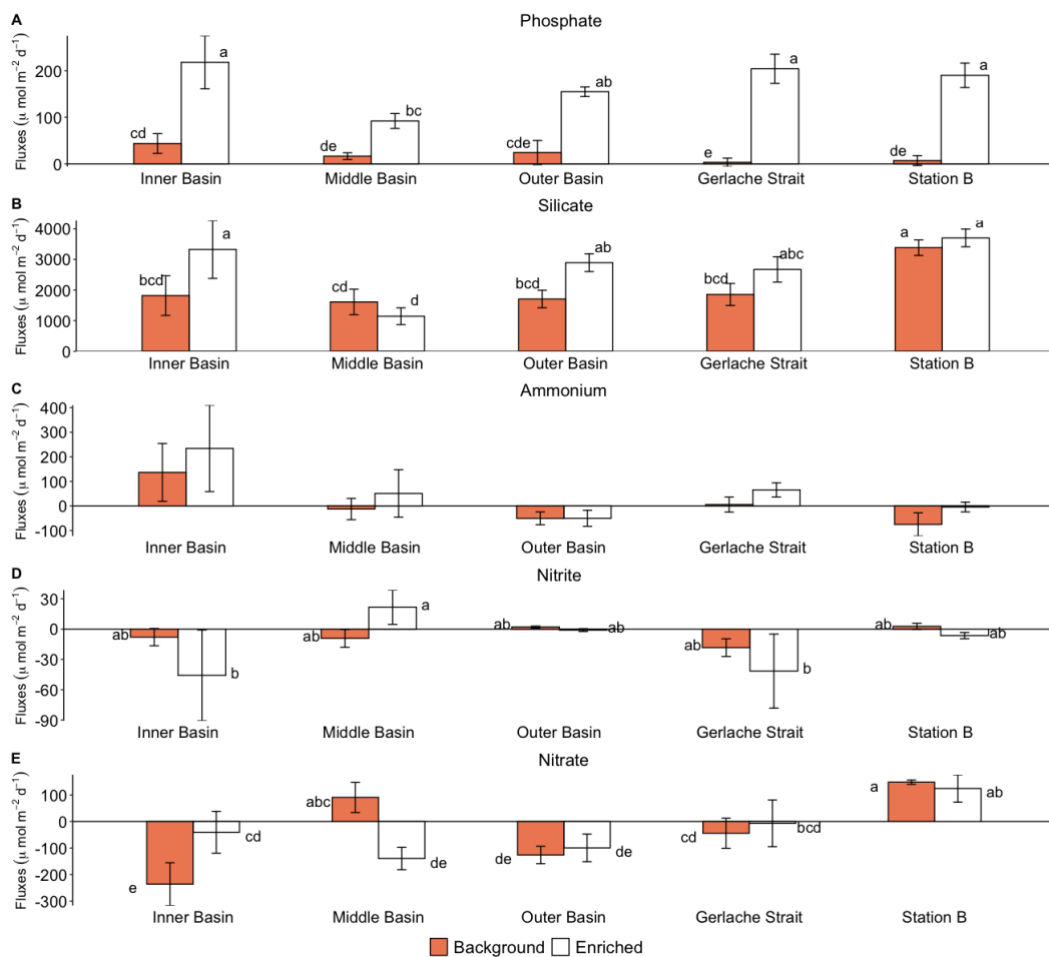 A
Phosphate
Fluxes (μ mol m⁻² d⁻¹)
200
100
0
cd
a
de
bc
cde
ab
e
a
de
a
Inner Basin
Middle Basin
Outer Basin
Gerlache Strait
Station B
B
Silicate
Fluxes (μ mol m⁻² d⁻¹)
4000
3000
2000
1000
0
bcd
a
cd
d
bcd
ab
bcd
abc
a
a
Inner Basin
Middle Basin
Outer Basin
Gerlache Strait
Station B
C
Ammonium
Fluxes (μ mol m⁻² d⁻¹)
400
300
200
100
0
-100
Inner Basin
Middle Basin
Outer Basin
Gerlache Strait
Station B
D
Nitrite
Fluxes (μ mol m⁻² d⁻¹)
30
0
-30
-60
-90
ab
b
ab
a
ab
ab
ab
b
ab
ab
Inner Basin
Middle Basin
Outer Basin
Gerlache Strait
Station B
E
Nitrate
Fluxes (μ mol m⁻² d⁻¹)
100
0
-100
-200
-300
e
cd
abc
de
de
de
cd
bcd
a
ab
Inner Basin
Middle Basin
Outer Basin
Gerlache Strait
Station B
Background
Enriched